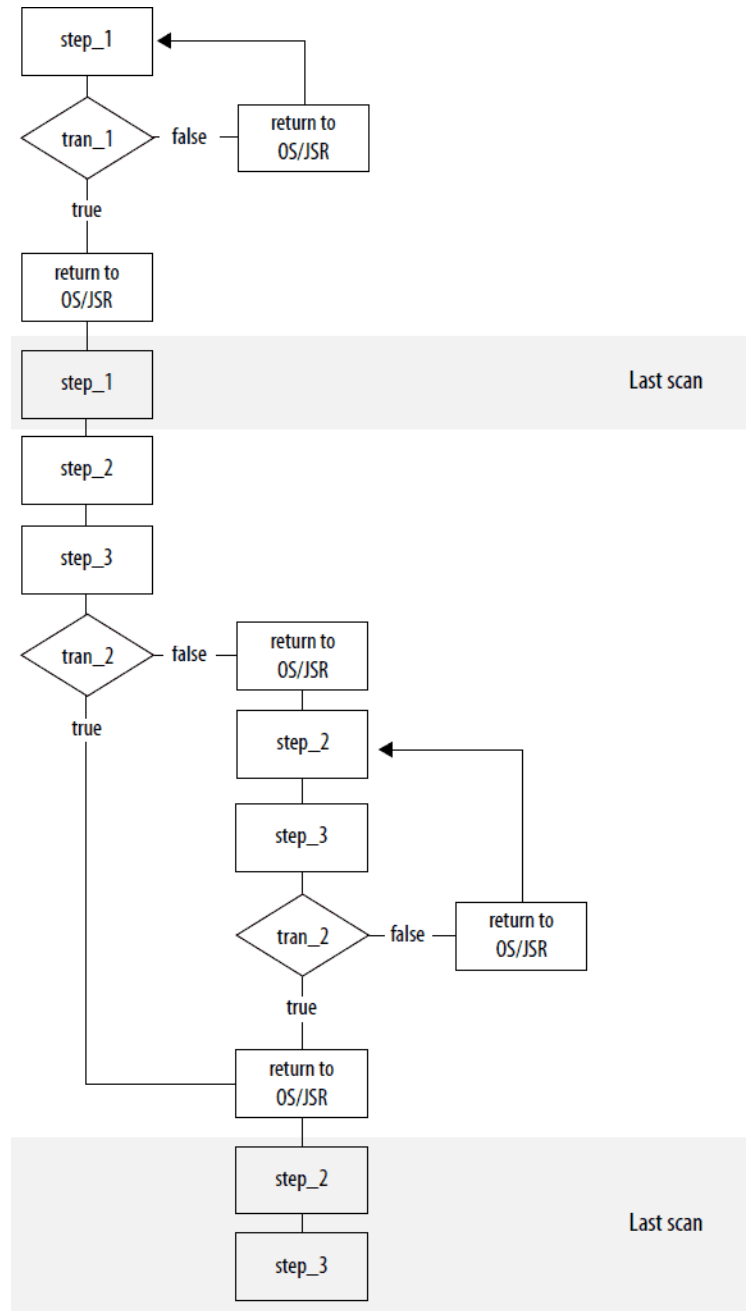 step_1
tran_1
false
return to
OS/JSR
true
return to
OS/JSR
step_1
Last scan
step_2
step_3
tran_2
false
return to
OS/JSR
true
step_2
step_3
tran_2
false
return to
OS/JSR
true
return to
OS/JSR
step_2
Last scan
step_3